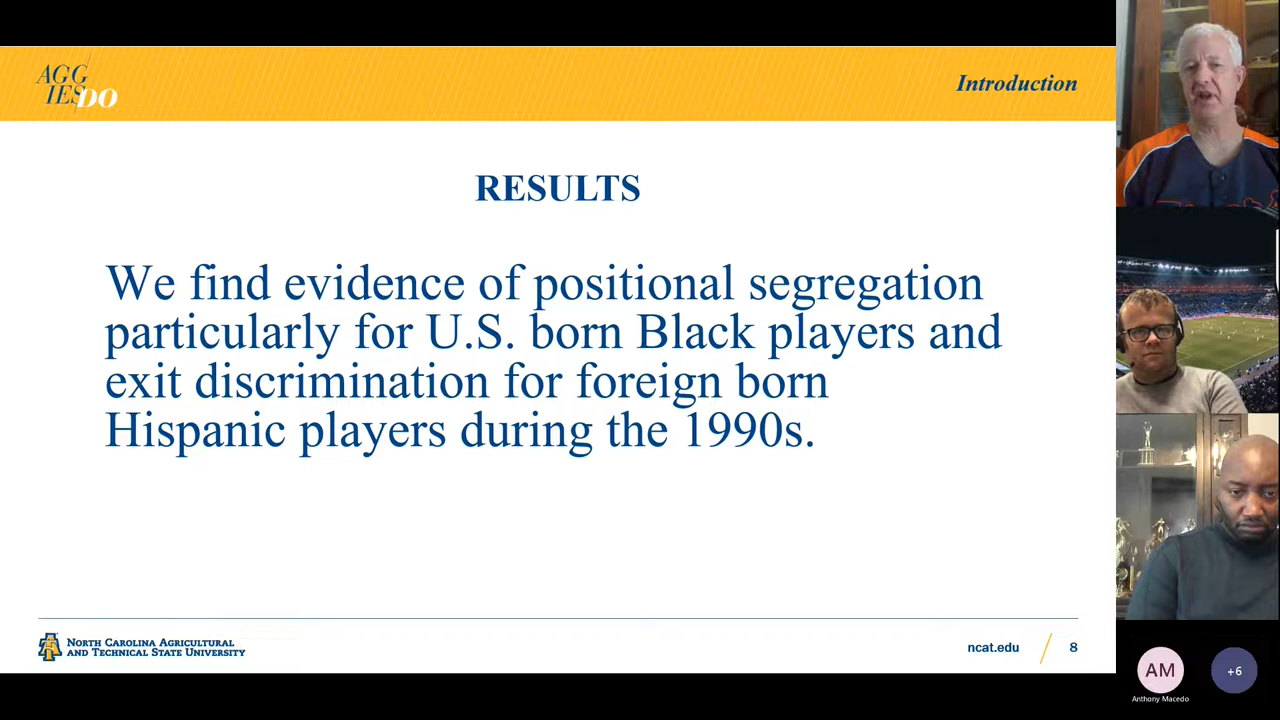 AGG
IESDO
Introduction
RESULTS
We find evidence of positional segregation
particularly for U.S. born Black players and
exit discrimination for foreign born
Hispanic players during the 1990s.
NORTH CAROLINA AGRICULTURAL
AND TECHNICAL STATE UNIVERSITY
ncat.edu
8
AM
Anthony Macedo
+6